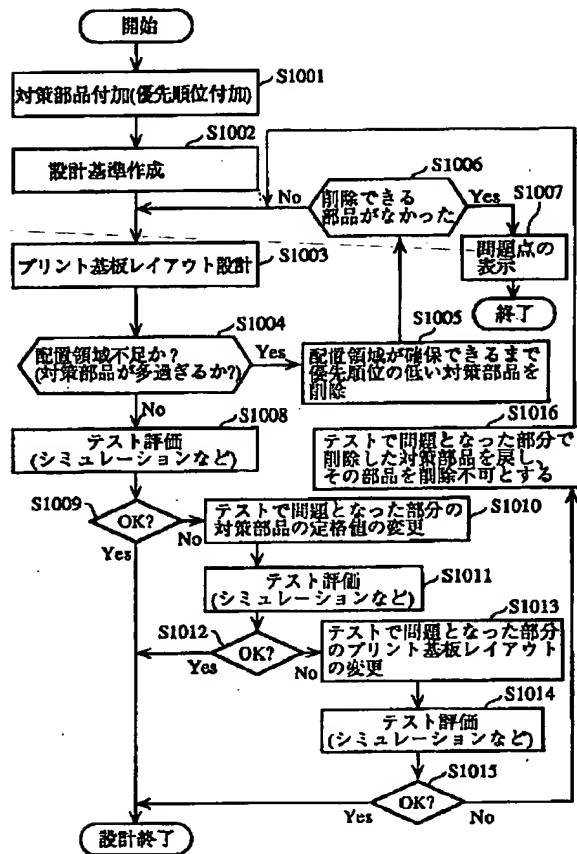 開始
S1001
対策部品付加(優先順位付加)
S1002
設計基準作成
S1006
削除できる
部品がなかった
No
Yes
S1007
問題点の
表示
終了
S1003
プリント基板レイアウト設計
S1004
配置領域不足か?
(対策部品が多過ぎるか?)
Yes
No
S1005
配置領域が確保できるまで
優先順位の低い対策部品を
削除
S1008
テスト評価
(シミュレーションなど)
S1016
テストで問題となった部分で
削除した対策部品を戻し、
その部品を削除不可とする
S1009
OK?
Yes
No
S1010
テストで問題となった部分の
対策部品の定格値の変更
S1011
テスト評価
(シミュレーションなど)
S1012
OK?
Yes
No
S1013
テストで問題となった部分
のプリント基板レイアウト
の変更
S1014
テスト評価
(シミュレーションなど)
S1015
OK?
Yes
No
設計終了